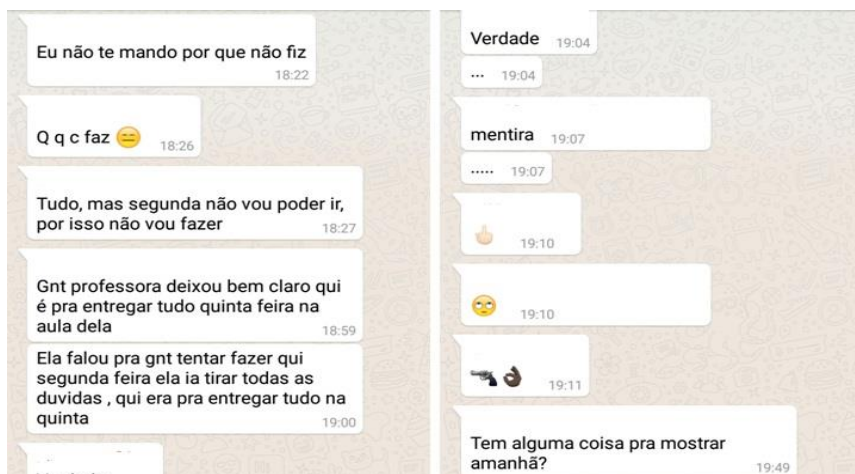 Eu não te mando por que não fiz
18:22
Q q c faz 😑 18:26
Tudo, mas segunda não vou poder ir,
por isso não vou fazer 18:27
Gnt professora deixou bem claro qui
é pra entregar tudo quinta feira na
aula dela 18:59
Ela falou pra gnt tentar fazer qui
segunda feira ela ia tirar todas as
duvidas , qui era pra entregar tudo na
quinta 19:00
Verdade 19:04
... 19:04
mentira 19:07
..... 19:07
👆🏻 19:10
🙄 19:10
🔫👌🏿 19:11
Tem alguma coisa pra mostrar
amanhã? 19:49